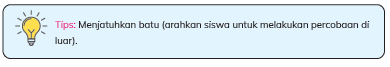 Tips: Menjatuhkan batu (arahkan siswa untuk melakukan percobaan di
luar).